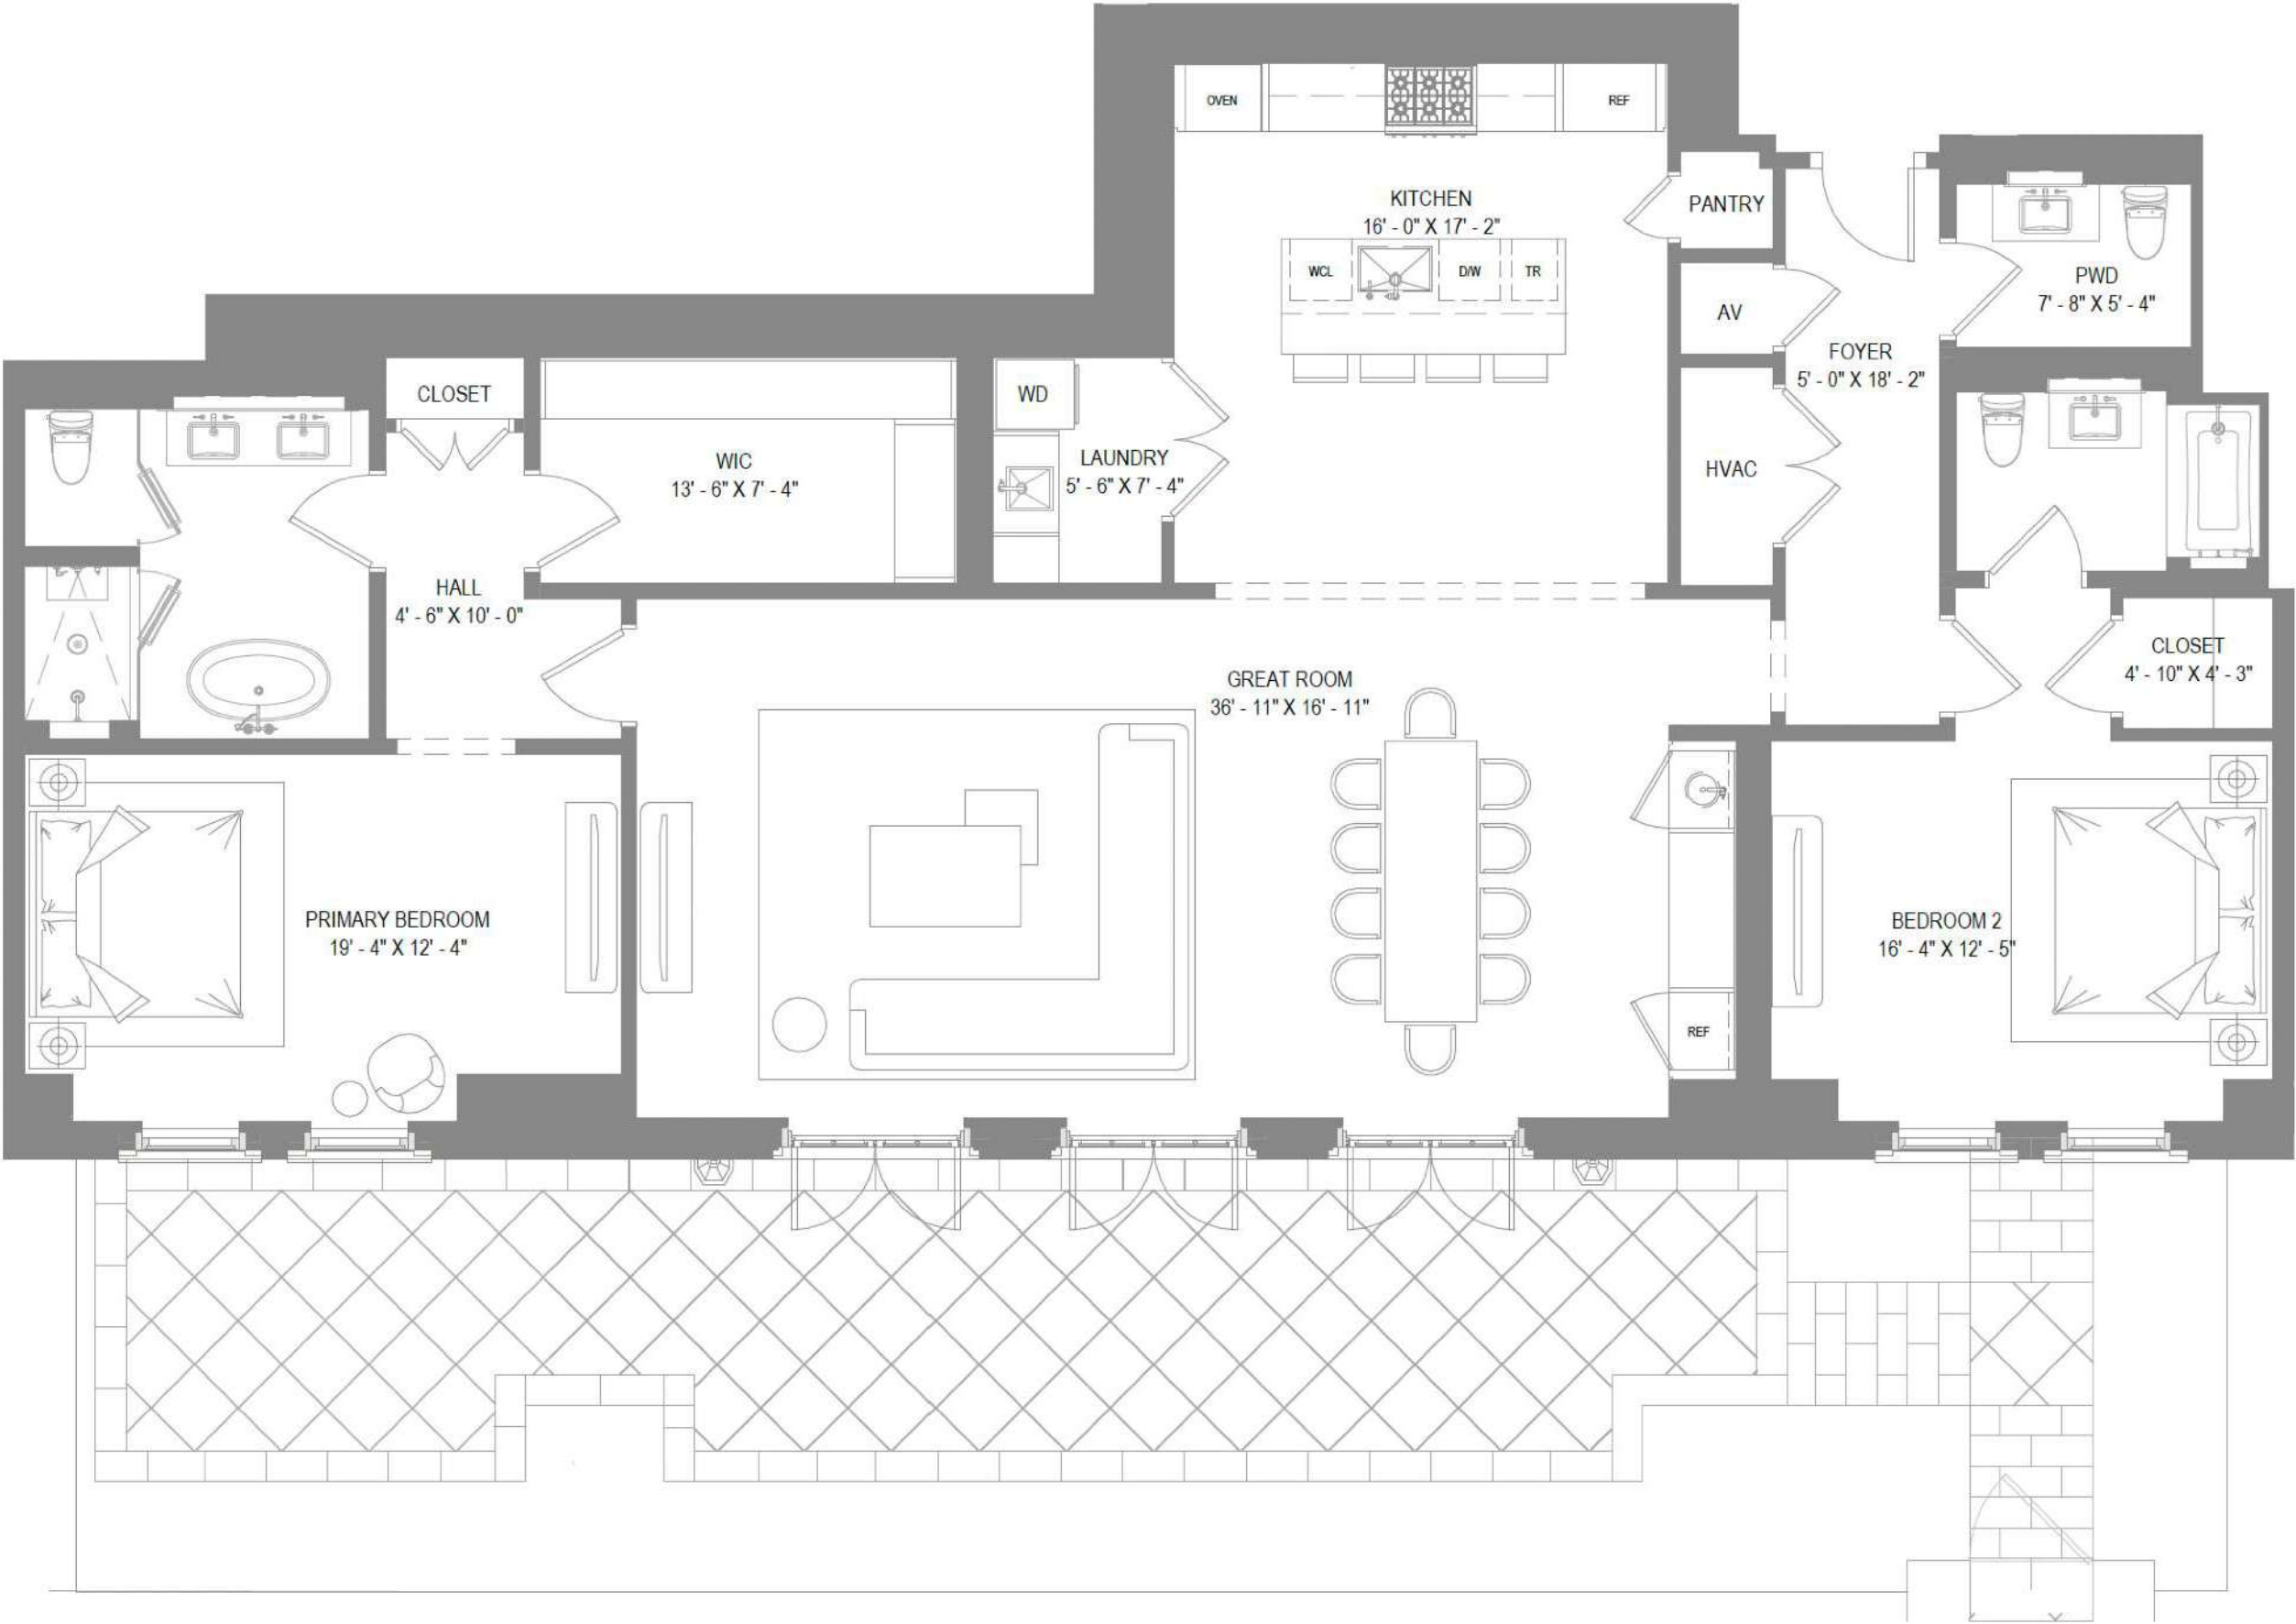 OVEN
REF
KITCHEN
16' - 0" X 17' - 2"
PANTRY
WCL
D/W
TR
PWD
7' - 8" X 5' - 4"
AV
FOYER
5' - 0" X 18' - 2"
CLOSET
WD
WIC
13' - 6" X 7' - 4"
LAUNDRY
5' - 6" X 7' - 4"
HVAC
HALL
4' - 6" X 10' - 0"
CLOSET
4' - 10" X 4' - 3"
GREAT ROOM
36' - 11" X 16' - 11"
PRIMARY BEDROOM
19' - 4" X 12' - 4"
BEDROOM 2
16' - 4" X 12' - 5"
REF